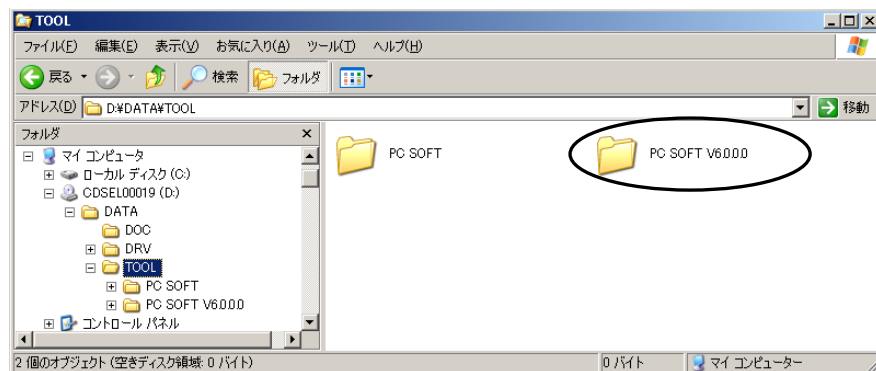 TOOL
ファイル(F) 編集(E) 表示(V) お気に入り(A) ツール(T) ヘルプ(H)
戻る 検索 フォルダ
アドレス(D) D:¥DATA¥TOOL 移動
フォルダ
マイ コンピュータ
ローカル ディスク (C:)
CDSEL00019 (D:)
DATA
DOC
DRV
TOOL
PC SOFT
PC SOFT V6.0.0.0
コントロール パネル
PC SOFT
PC SOFT V6.0.0.0
2 個のオブジェクト (空きディスク領域: 0 バイト) 0 バイト マイ コンピューター